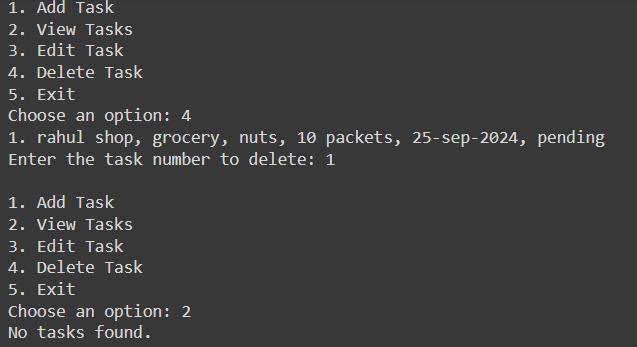 1. Add Task
2. View Tasks
3. Edit Task
4. Delete Task
5. Exit
Choose an option: 4
1. rahul shop, grocery, nuts, 10 packets, 25-sep-2024, pending
Enter the task number to delete: 1
1. Add Task
2. View Tasks
3. Edit Task
4. Delete Task
5. Exit
Choose an option: 2
No tasks found.